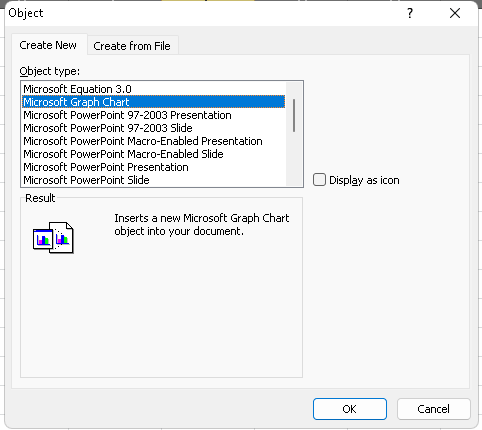 Object
?
Create New
Create from File
Object type:
Microsoft Equation 3.0
Microsoft Graph Chart
Microsoft PowerPoint 97-2003 Presentation
Microsoft PowerPoint 97-2003 Slide
Microsoft PowerPoint Macro-Enabled Presentation
Microsoft PowerPoint Macro-Enabled Slide
Microsoft PowerPoint Presentation
Microsoft PowerPoint Slide
Display as icon
Result
Inserts a new Microsoft Graph Chart
object into your document.
OK
Cancel